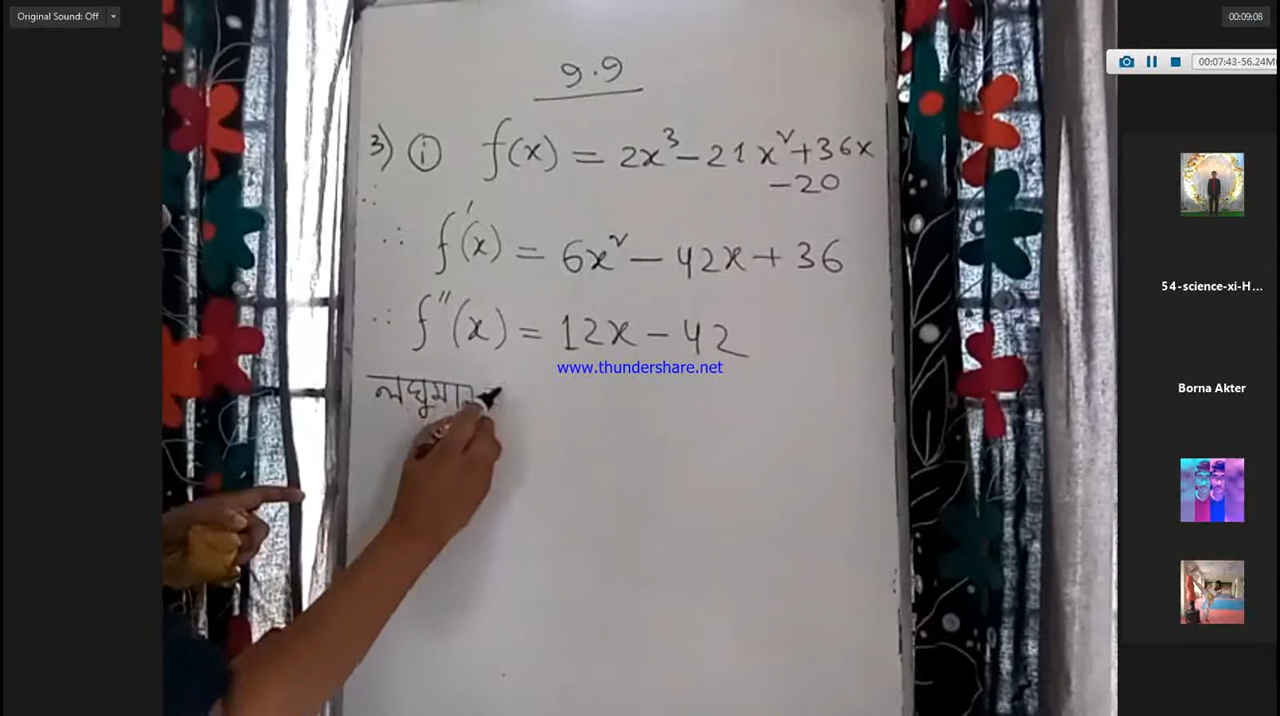 Original Sound: Off
00:09:08
00:07:43-56.24M
9.9
3) (i) f(x) = 2x³ - 21x² + 36x
-20
∴ f'(x) = 6x² - 42x + 36
∴ f''(x) = 12x - 42
www.thundershare.net
54-science-xi-H...
Borna Akter